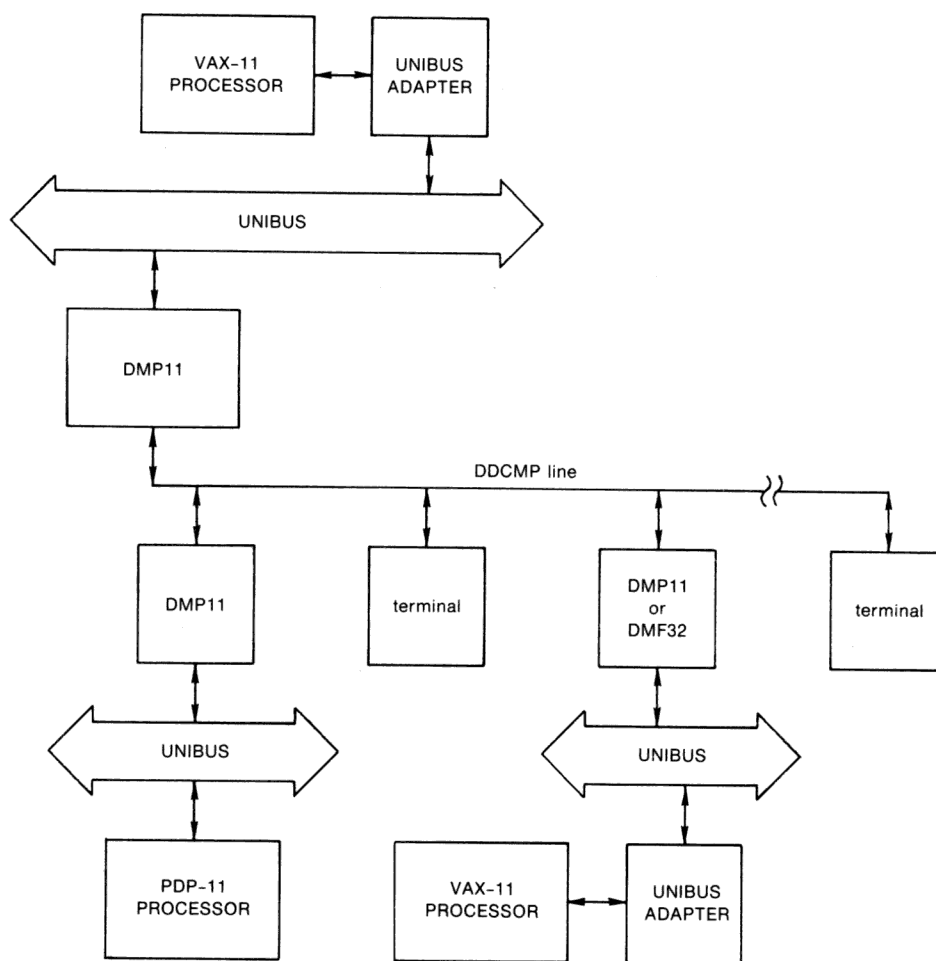 VAX-11
PROCESSOR
UNIBUS
ADAPTER
UNIBUS
DMP11
DDCMP line
DMP11
terminal
DMP11
or
DMF32
terminal
UNIBUS
UNIBUS
PDP-11
PROCESSOR
VAX-11
PROCESSOR
UNIBUS
ADAPTER